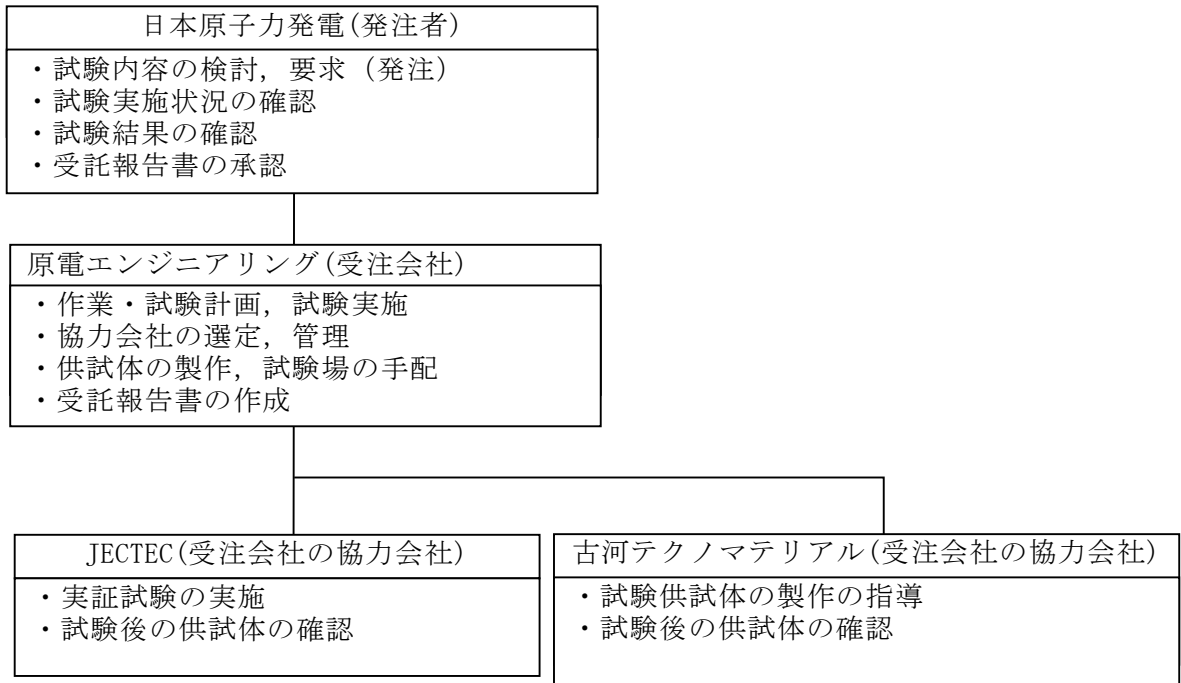 日本原子力発電(発注者)
・試験内容の検討，要求（発注）
・試験実施状況の確認
・試験結果の確認
・受託報告書の承認
原電エンジニアリング(受注会社)
・作業・試験計画，試験実施
・協力会社の選定，管理
・供試体の製作，試験場の手配
・受託報告書の作成
JECTEC(受注会社の協力会社)
・実証試験の実施
・試験後の供試体の確認
古河テクノマテリアル(受注会社の協力会社)
・試験供試体の製作の指導
・試験後の供試体の確認